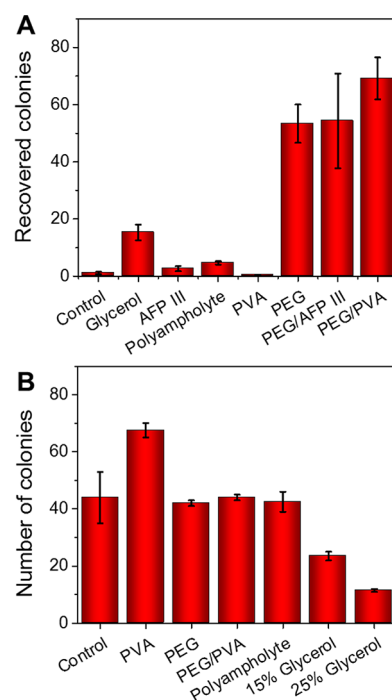 A
Recovered colonies
80
60
40
20
0
Control
Glycerol
AFP III
Polyampholyte
PVA
PEG
PEG/AFP III
PEG/PVA
B
Number of colonies
80
60
40
20
0
Control
PVA
PEG
PEG/PVA
Polyampholyte
15% Glycerol
25% Glycerol